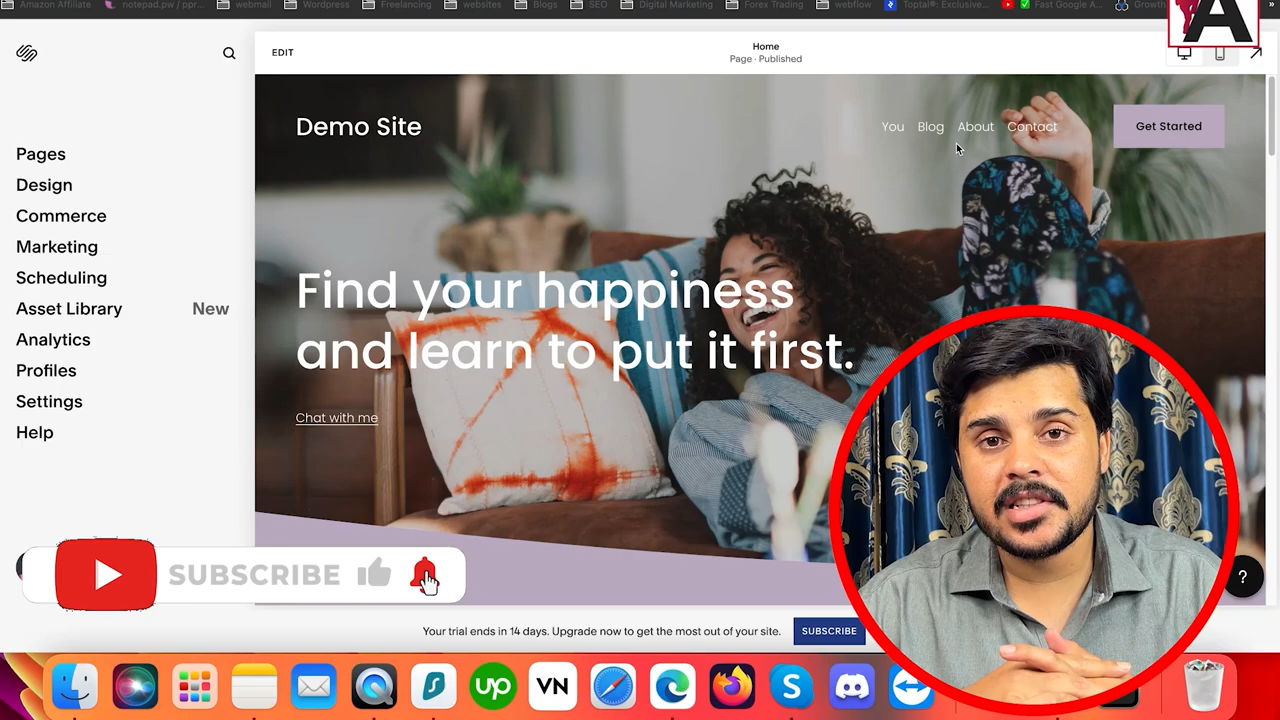 Amazon Affiliate
notepad.pw / ppr...
webmail
Wordpress
Freelancing
websites
Blogs
SEO
Digital Marketing
Forex Trading
webflow
Toptal®: Exclusive...
Fast Google A...
Growth
»
A
EDIT
Home
Page · Published
Pages
Design
Commerce
Marketing
Scheduling
Asset Library New
Analytics
Profiles
Settings
Help
Demo Site
You Blog About Contact
Get Started
Find your happiness
and learn to put it first.
Chat with me
SUBSCRIBE
?
Your trial ends in 14 days. Upgrade now to get the most out of your site.
SUBSCRIBE
up
VN
S